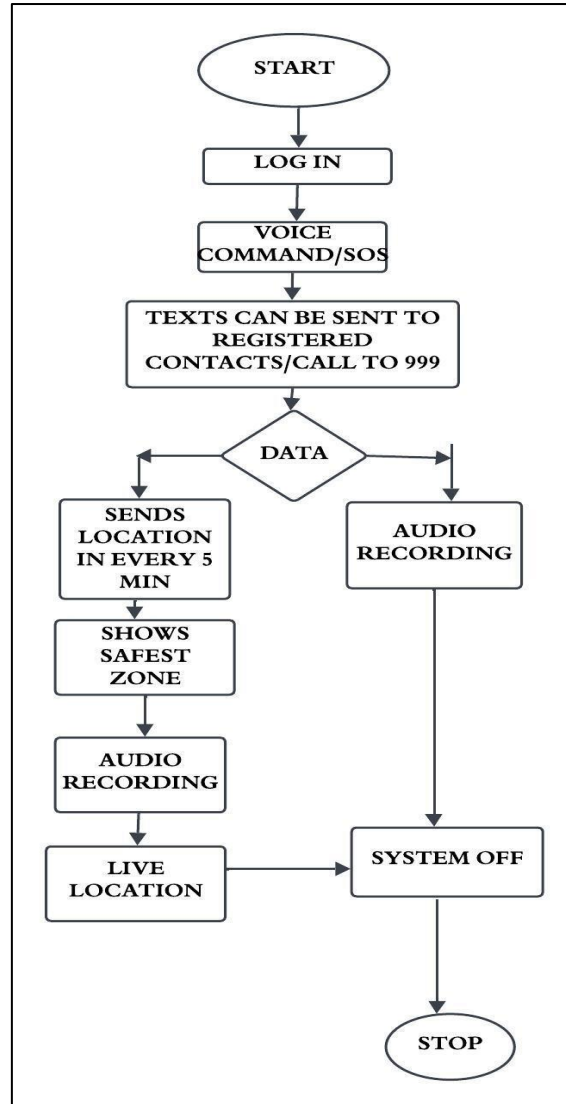 START
LOG IN
VOICE
COMMAND/SOS
TEXTS CAN BE SENT TO
REGISTERED
CONTACTS/CALL TO 999
DATA
SENDS
LOCATION
IN EVERY 5
MIN
SHOWS
SAFEST
ZONE
AUDIO
RECORDING
LIVE
LOCATION
AUDIO
RECORDING
SYSTEM OFF
STOP